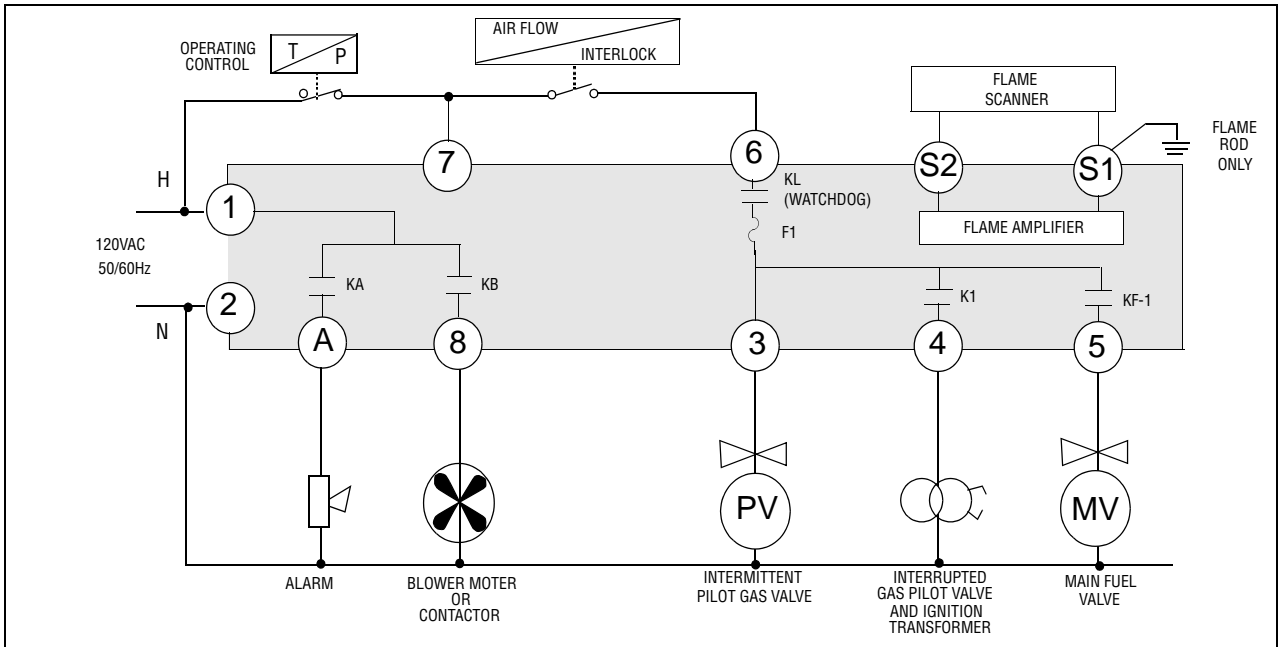 AIR FLOW
INTERLOCK
OPERATING
CONTROL
T
P
FLAME
SCANNER
FLAME
ROD
ONLY
7
6
S2
S1
KL
(WATCHDOG)
F1
FLAME AMPLIFIER
H
1
120VAC
50/60Hz
2
N
KA
KB
K1
KF-1
A
8
3
4
5
PV
MV
ALARM
BLOWER MOTER
OR
CONTACTOR
INTERMITTENT
PILOT GAS VALVE
INTERRUPTED
GAS PILOT VALVE
AND IGNITION
TRANSFORMER
MAIN FUEL
VALVE